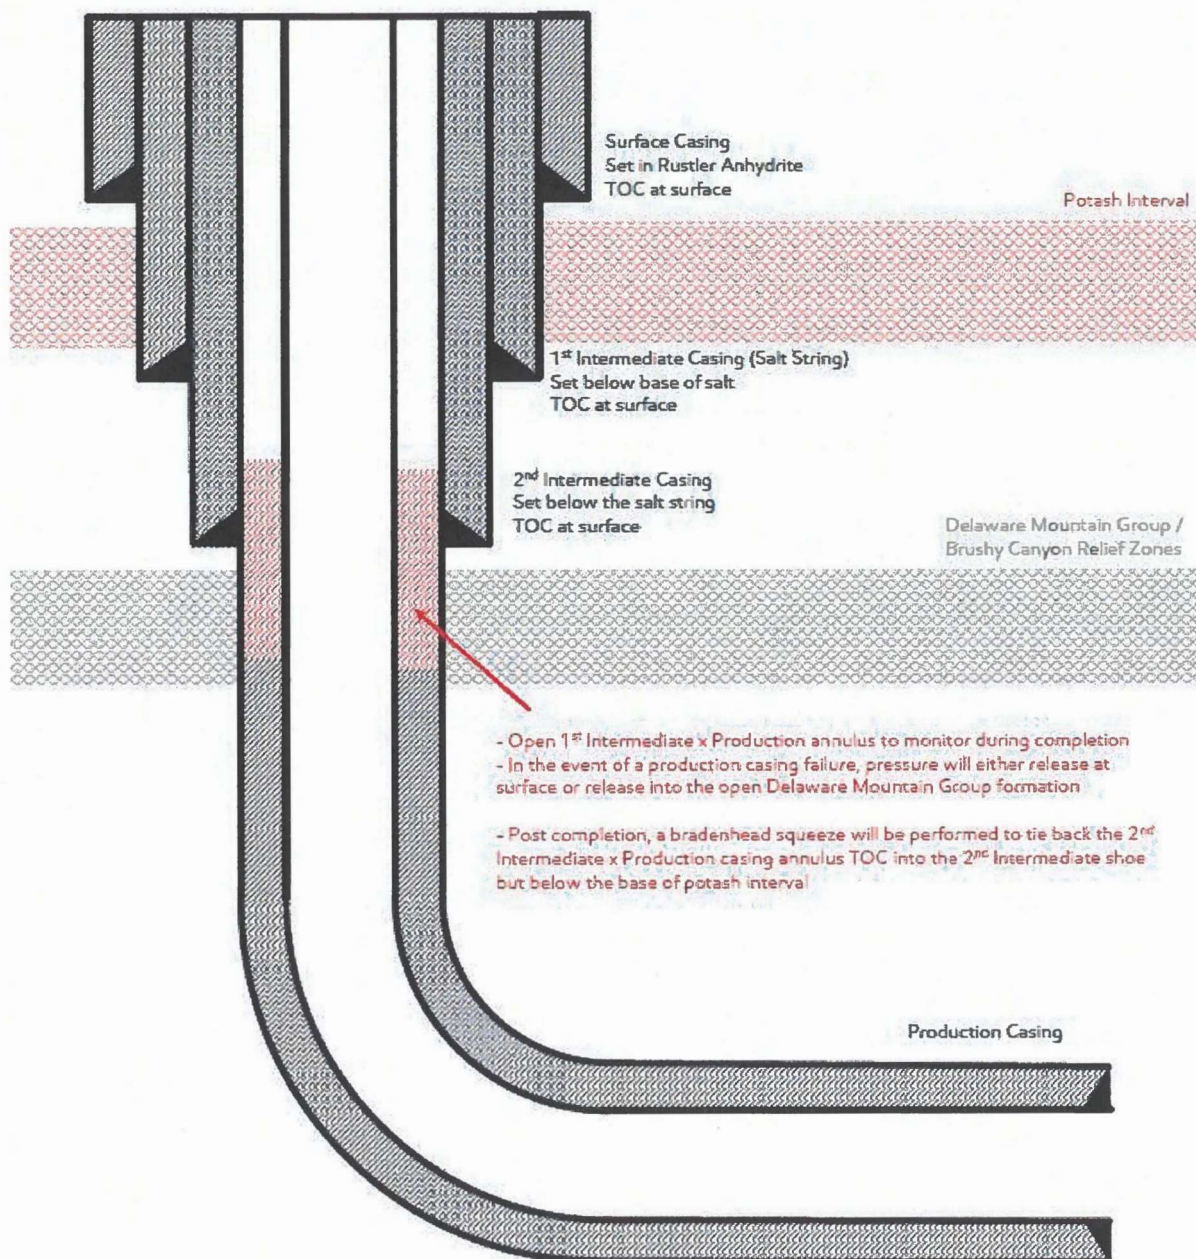 Surface Casing
Set in Rustler Anhydrite
TOC at surface
Potash Interval
1st Intermediate Casing (Salt String)
Set below base of salt
TOC at surface
2nd Intermediate Casing
Set below the salt string
TOC at surface
Delaware Mountain Group /
Brushy Canyon Relief Zones
- Open 1st Intermediate x Production annulus to monitor during completion
- In the event of a production casing failure, pressure will either release at
surface or release into the open Delaware Mountain Group formation
- Post completion, a bradenhead squeeze will be performed to tie back the 2nd
Intermediate x Production casing annulus TOC into the 2nd Intermediate shoe
but below the base of potash interval
Production Casing